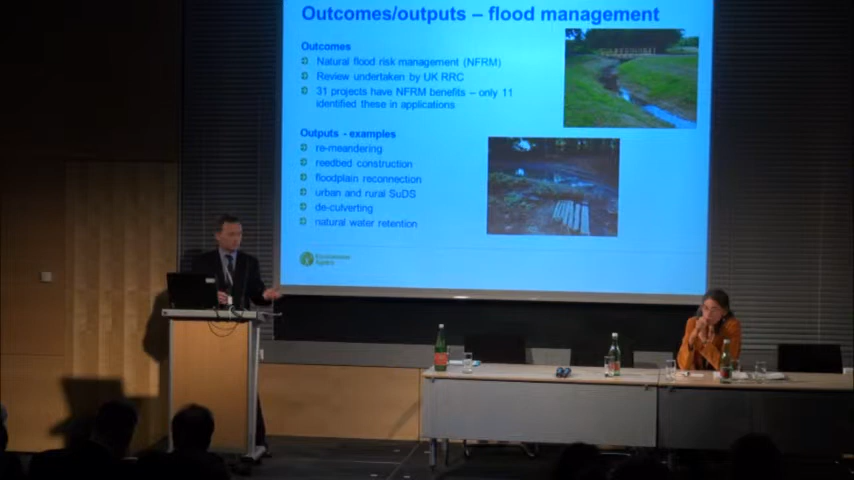 Outcomes/outputs – flood management
Outcomes
Natural flood risk management (NFRM)
Review undertaken by UK RRC
31 projects have NFRM benefits – only 11
identified these in applications
Outputs - examples
re-meandering
reedbed construction
floodplain reconnection
urban and rural SuDS
de-culverting
natural water retention
Environment
Agency